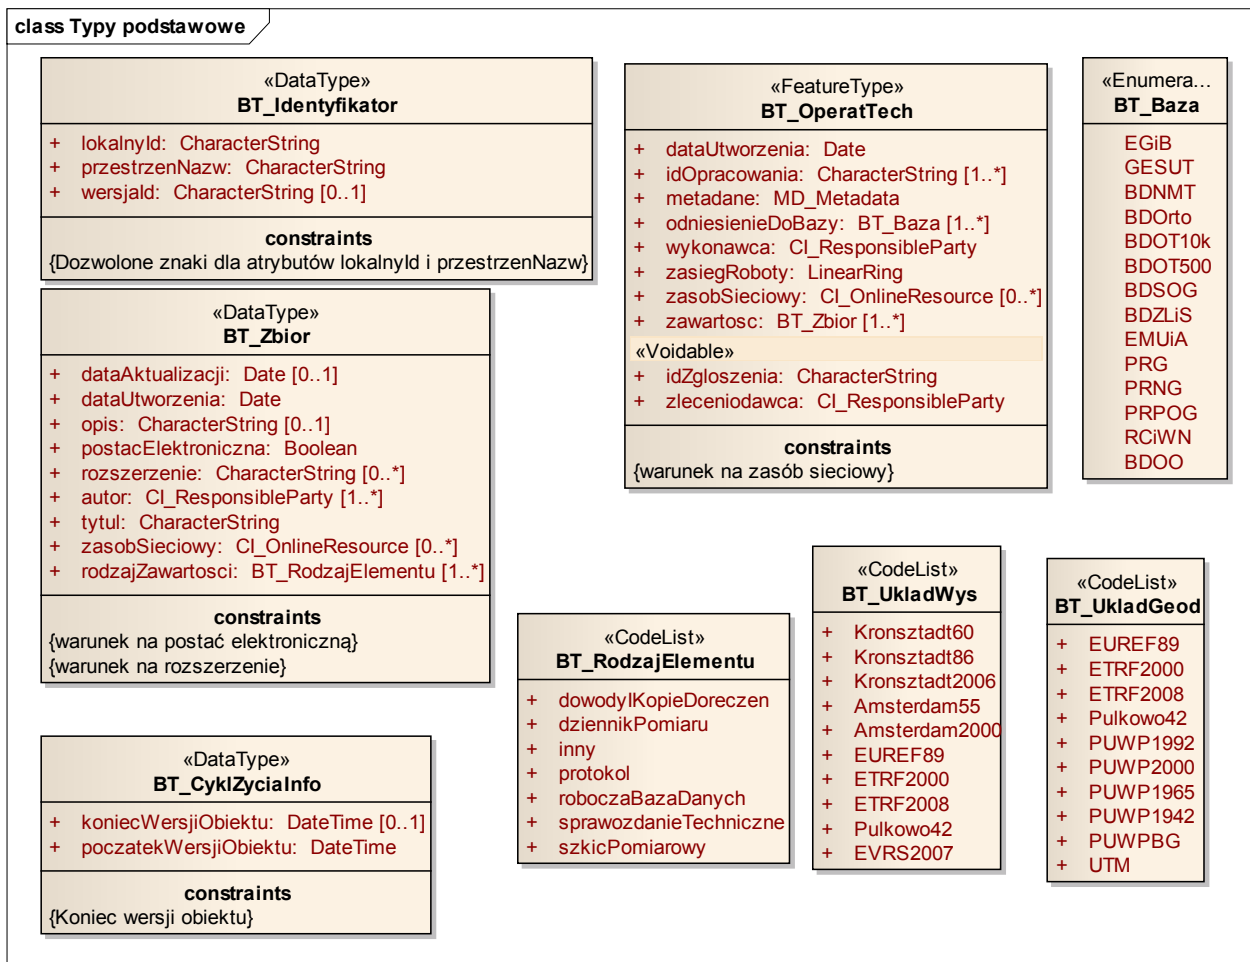 class Typy podstawowe
«DataType»
BT_Identyfikator
+ lokalnyId: CharacterString
+ przestrzenNazw: CharacterString
+ wersjaId: CharacterString [0..1]
constraints
{Dozwolone znaki dla atrybutów lokalnyId i przestrzenNazw}
«FeatureType»
BT_OperatTech
+ dataUtworzenia: Date
+ idOpracowania: CharacterString [1..*]
+ metadane: MD_Metadata
+ odniesienieDoBazy: BT_Baza [1..*]
+ wykonawca: CI_ResponsibleParty
+ zasiegRoboty: LinearRing
+ zasobSieciowy: CI_OnlineResource [0..*]
+ zawartosc: BT_Zbior [1..*]
«Voidable»
+ idZgloszenia: CharacterString
+ zleceniodawca: CI_ResponsibleParty
constraints
{warunek na zasób sieciowy}
«Enumera...
BT_Baza
EGiB
GESUT
BDNMT
BDOrto
BDOT10k
BDOT500
BDSOG
BDZLiS
EMUiA
PRG
PRNG
PRPOG
RCiWN
BDOO
«DataType»
BT_Zbior
+ dataAktualizacji: Date [0..1]
+ dataUtworzenia: Date
+ opis: CharacterString [0..1]
+ postacElektroniczna: Boolean
+ rozszerzenie: CharacterString [0..*]
+ autor: CI_ResponsibleParty [1..*]
+ tytul: CharacterString
+ zasobSieciowy: CI_OnlineResource [0..*]
+ rodzajZawartosci: BT_RodzajElementu [1..*]
constraints
{warunek na postać elektroniczną}
{warunek na rozszerzenie}
«CodeList»
BT_RodzajElementu
+ dowodyIKopieDoreczen
+ dziennikPomiaru
+ inny
+ protokol
+ roboczaBazaDanych
+ sprawozdanieTechniczne
+ szkicPomiarowy
«CodeList»
BT_UkladWys
+ Kronsztadt60
+ Kronsztadt86
+ Kronsztadt2006
+ Amsterdam55
+ Amsterdam2000
+ EUREF89
+ ETRF2000
+ ETRF2008
+ Pulkowo42
+ EVRS2007
«CodeList»
BT_UkladGeod
+ EUREF89
+ ETRF2000
+ ETRF2008
+ Pulkowo42
+ PUWP1992
+ PUWP2000
+ PUWP1965
+ PUWP1942
+ PUWPBG
+ UTM
«DataType»
BT_CyklZyciaInfo
+ koniecWersjiObiektu: DateTime [0..1]
+ poczatekWersjiObiektu: DateTime
constraints
{Koniec wersji obiektu}